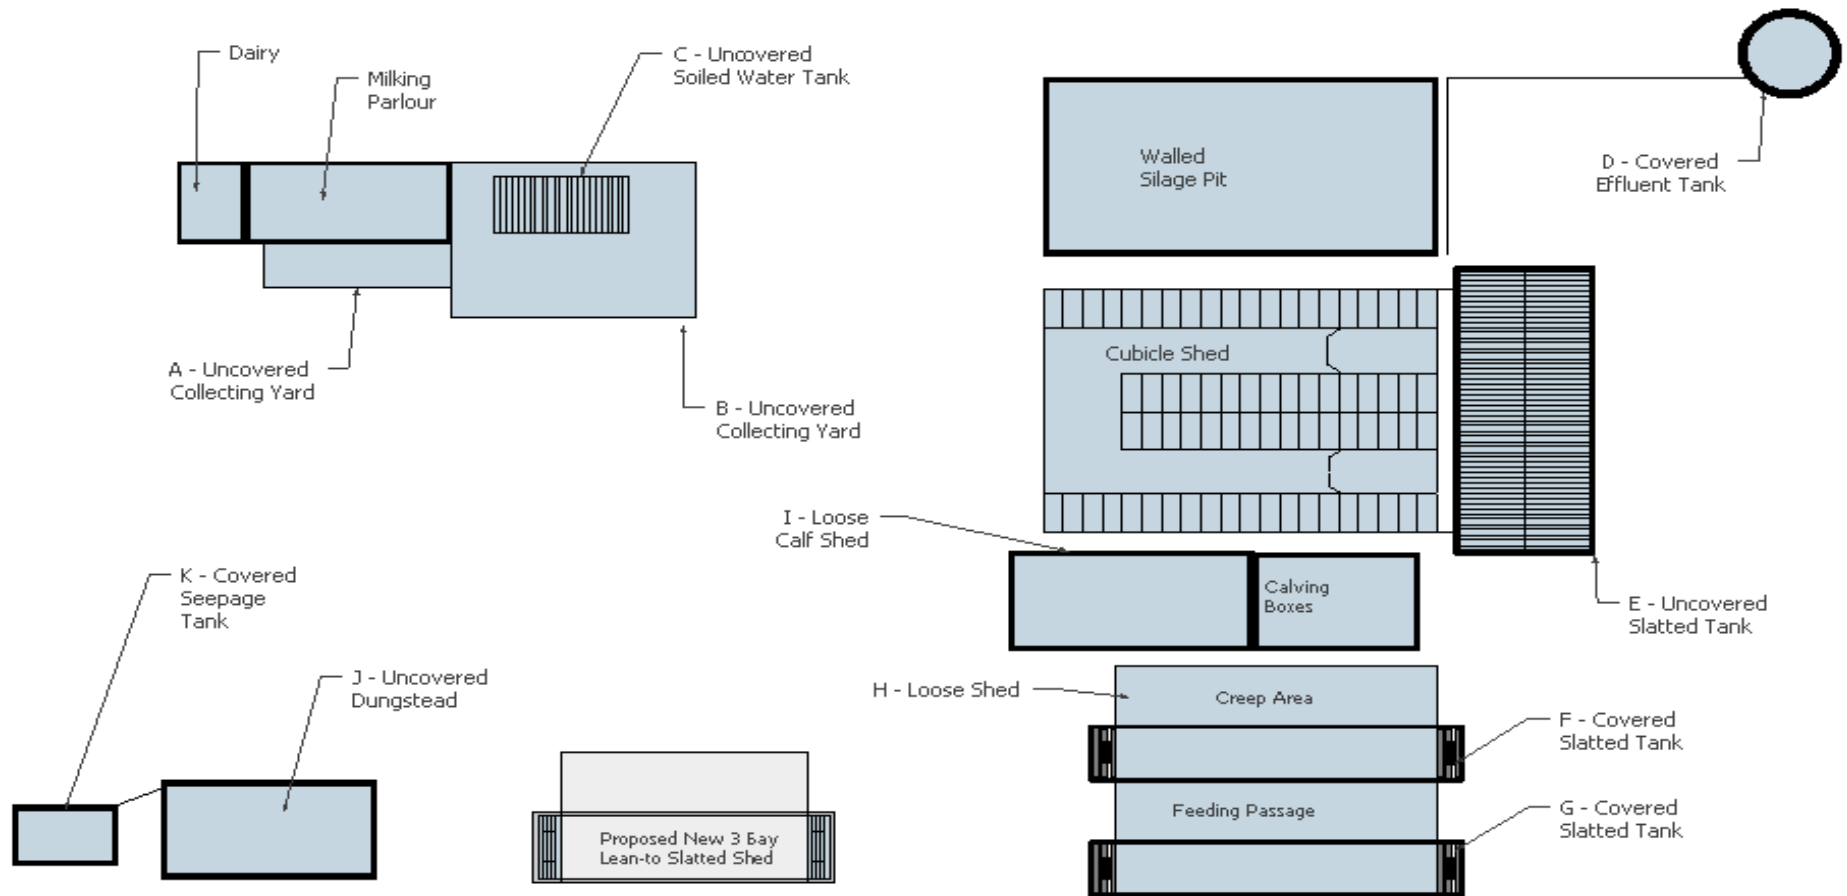 Dairy
Milking
Parlour
C - Uncovered
Soiled Water Tank
Walled
Silage Pit
D - Covered
Effluent Tank
A - Uncovered
Collecting Yard
B - Uncovered
Collecting Yard
Cubicle Shed
I - Loose
Calf Shed
Calving
Boxes
E - Uncovered
Slatted Tank
K - Covered
Seepage
Tank
J - Uncovered
Dungstead
H - Loose Shed
Creep Area
F - Covered
Slatted Tank
Feeding Passage
G - Covered
Slatted Tank
Proposed New 3 Bay
Lean-to Slatted Shed